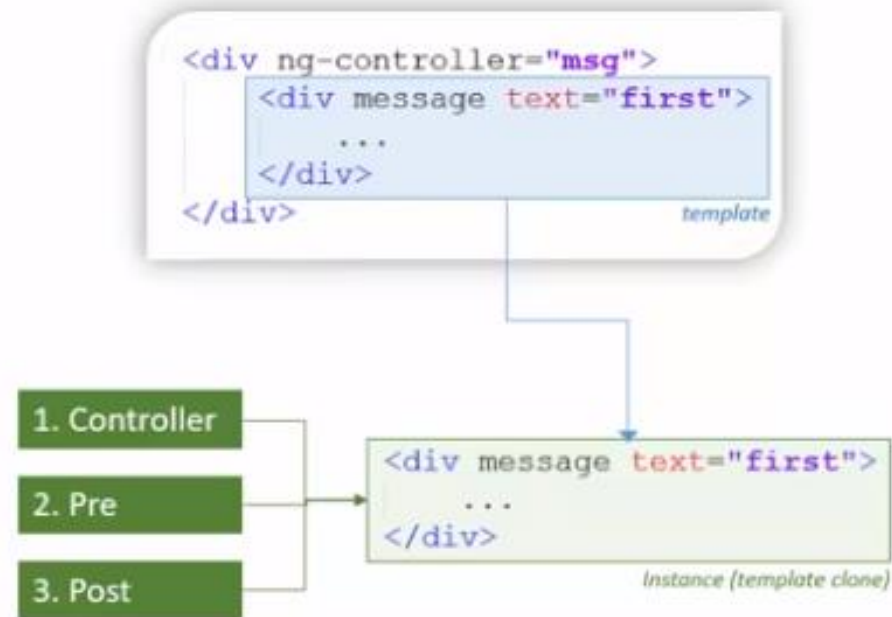 <div ng-controller="msg">
<div message text="first">
...
</div>
</div>
template
1. Controller
2. Pre
3. Post
<div message text="first">
...
</div>
Instance (template clone)